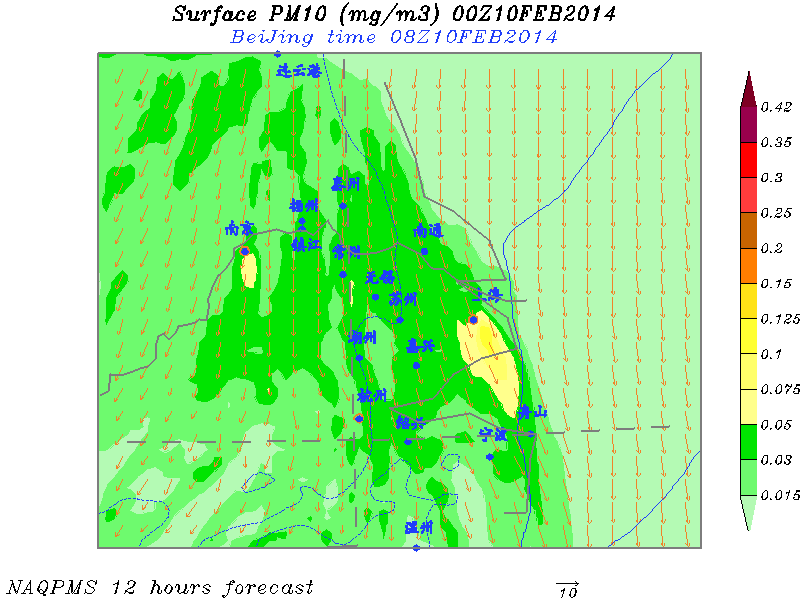 Surface PM10 (mg/m3) 00Z10FEB2014
BeiJing time 08Z10FEB2014
连云港
泰州
扬州
南京
镇江
南通
常州
无锡
上海
苏州
湖州
嘉兴
杭州
舟山
绍兴
宁波
温州
0.42
0.35
0.3
0.25
0.2
0.15
0.125
0.1
0.075
0.05
0.03
0.015
NAQPMS 12 hours forecast
10